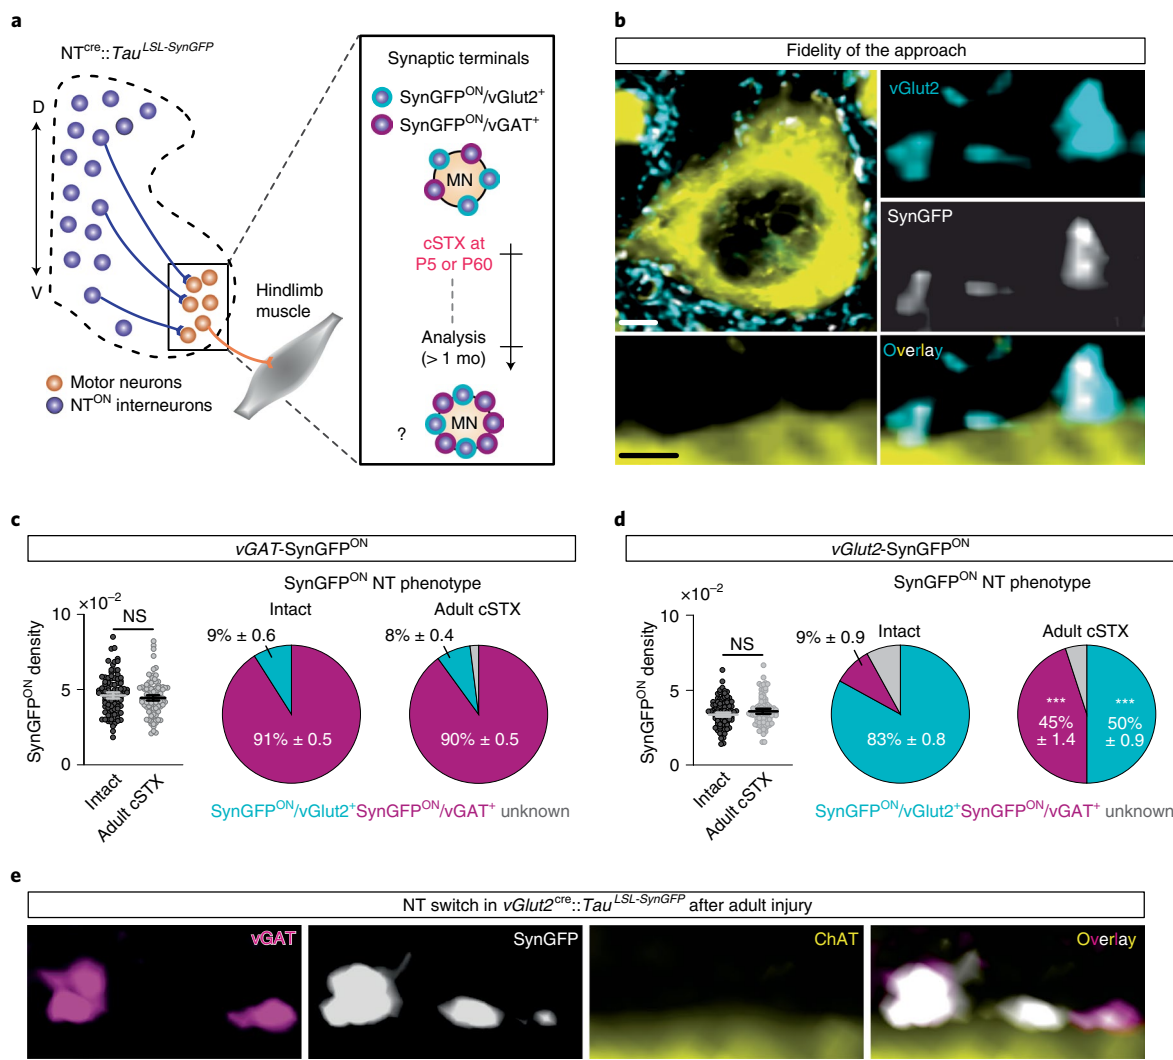 a
NT^cre::Tau^LSL-SynGFP
D
V
Motor neurons
NT^ON interneurons
Hindlimb
muscle
Synaptic terminals
SynGFP^ON/vGlut2⁺
SynGFP^ON/vGAT⁺
MN
cSTX at
P5 or P60
Analysis
(> 1 mo)
?
MN
b
Fidelity of the approach
vGlut2
SynGFP
Overlay
c
vGAT-SynGFP^ON
SynGFP^ON NT phenotype
×10⁻²
10
5
0
SynGFP^ON density
NS
Intact
Adult cSTX
Intact
9% ± 0.6
91% ± 0.5
Adult cSTX
8% ± 0.4
90% ± 0.5
SynGFP^ON/vGlut2⁺ SynGFP^ON/vGAT⁺ unknown
d
vGlut2-SynGFP^ON
SynGFP^ON NT phenotype
×10⁻²
10
5
0
SynGFP^ON density
NS
Intact
Adult cSTX
Intact
9% ± 0.9
83% ± 0.8
Adult cSTX
***
45%
± 1.4
***
50%
± 0.9
SynGFP^ON/vGlut2⁺ SynGFP^ON/vGAT⁺ unknown
e
NT switch in vGlut2^cre::Tau^LSL-SynGFP after adult injury
vGAT
SynGFP
ChAT
Overlay